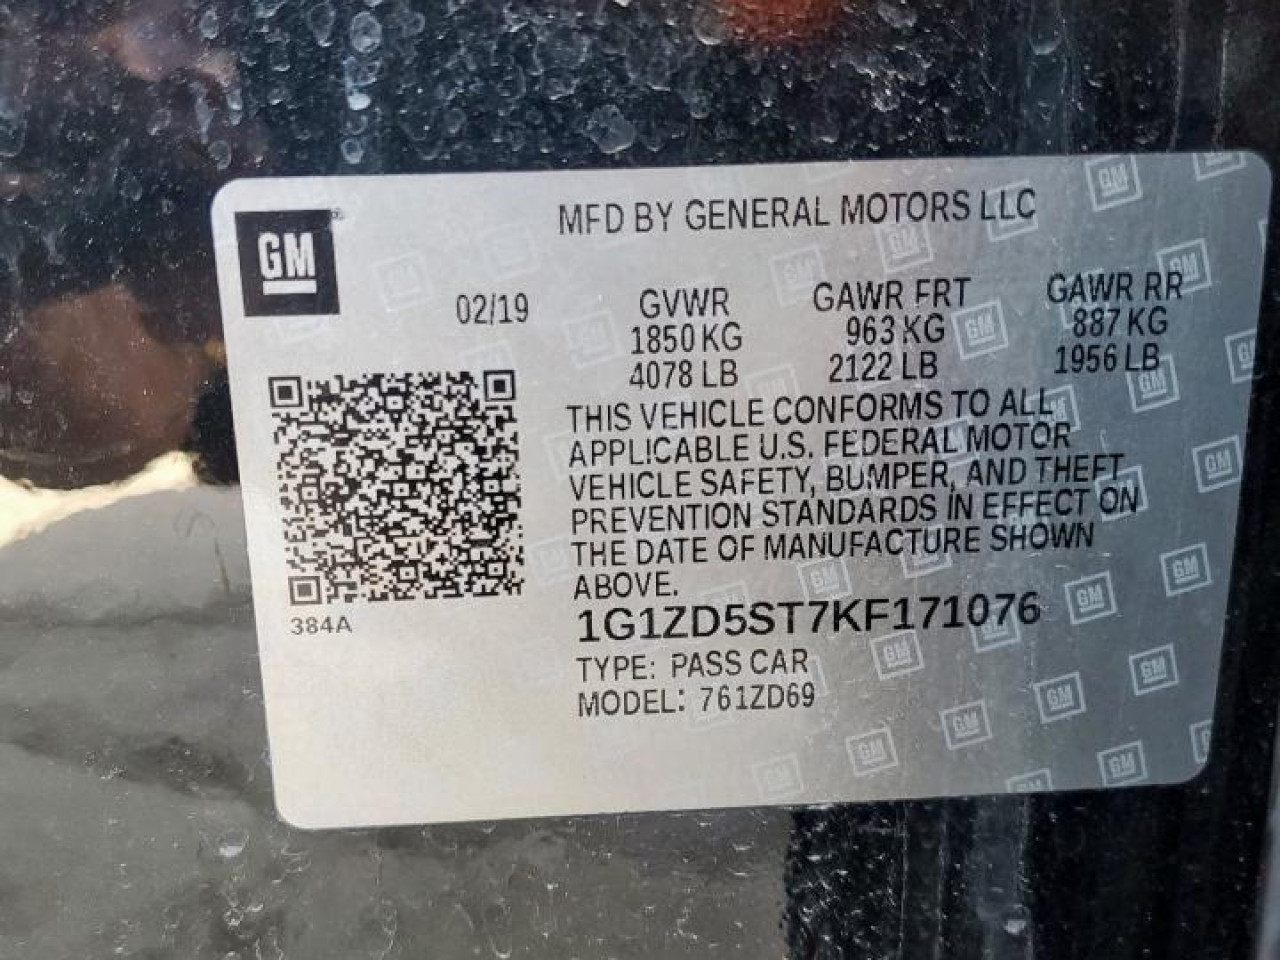 GM
MFD BY GENERAL MOTORS LLC
02/19 GVWR GAWR FRT GAWR RR
1850 KG 963 KG 887 KG
4078 LB 2122 LB 1956 LB
THIS VEHICLE CONFORMS TO ALL
APPLICABLE U.S. FEDERAL MOTOR
VEHICLE SAFETY, BUMPER, AND THEFT
PREVENTION STANDARDS IN EFFECT ON
THE DATE OF MANUFACTURE SHOWN
ABOVE.
384A
1G1ZD5ST7KF171076
TYPE: PASS CAR
MODEL: 761ZD69